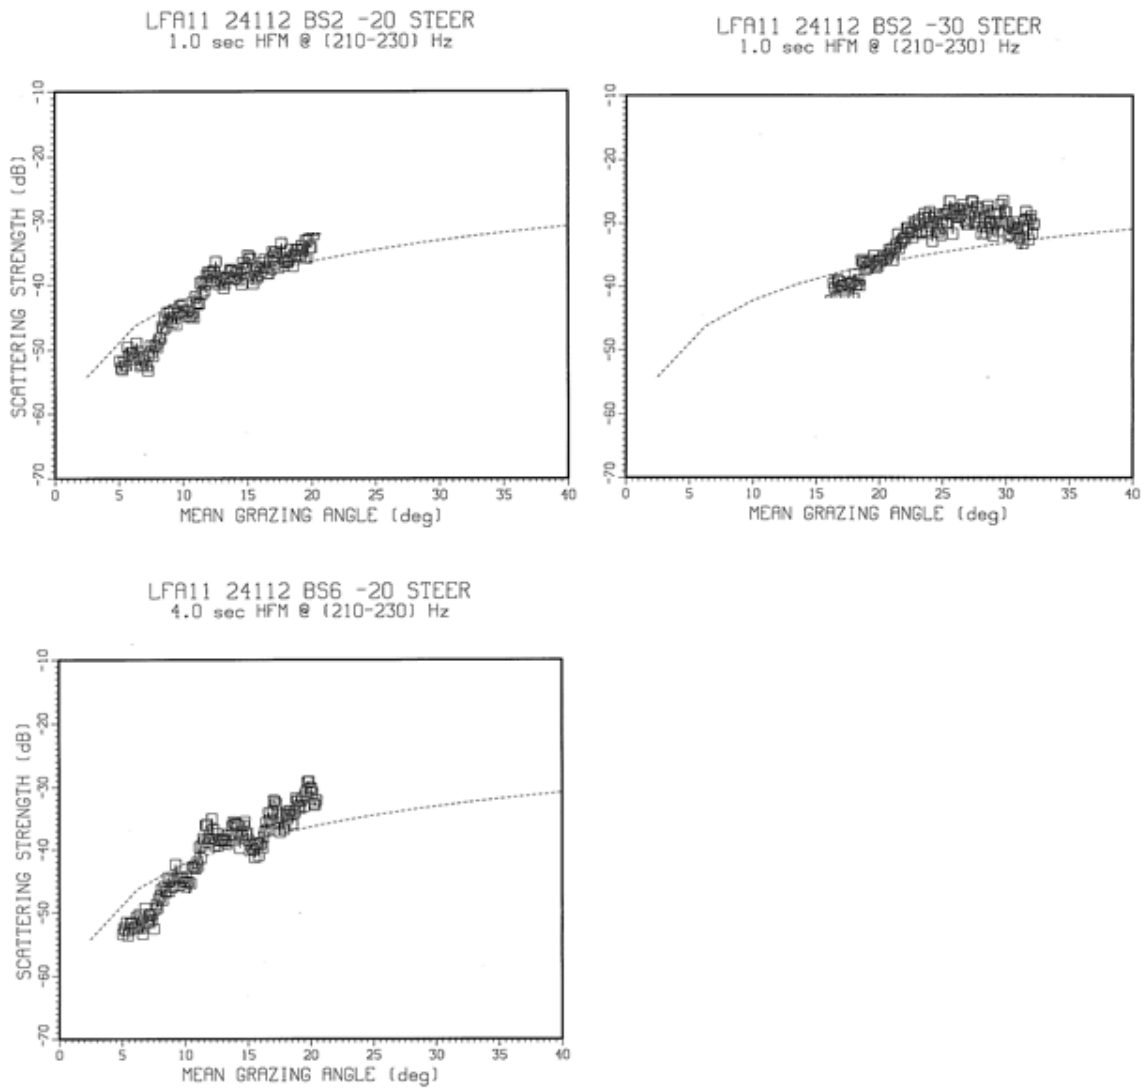 LFA11 24112 BS2 -20 STEER
1.0 sec HFM @ (210-230) Hz
SCATTERING STRENGTH (dB)
-10
-20
-30
-40
-50
-60
-70
0 5 10 15 20 25 30 35 40
MEAN GRAZING ANGLE (deg)
LFA11 24112 BS2 -30 STEER
1.0 sec HFM @ (210-230) Hz
SCATTERING STRENGTH (dB)
-10
-20
-30
-40
-50
-60
-70
0 5 10 15 20 25 30 35 40
MEAN GRAZING ANGLE (deg)
LFA11 24112 BS6 -20 STEER
4.0 sec HFM @ (210-230) Hz
SCATTERING STRENGTH (dB)
-10
-20
-30
-40
-50
-60
-70
0 5 10 15 20 25 30 35 40
MEAN GRAZING ANGLE (deg)